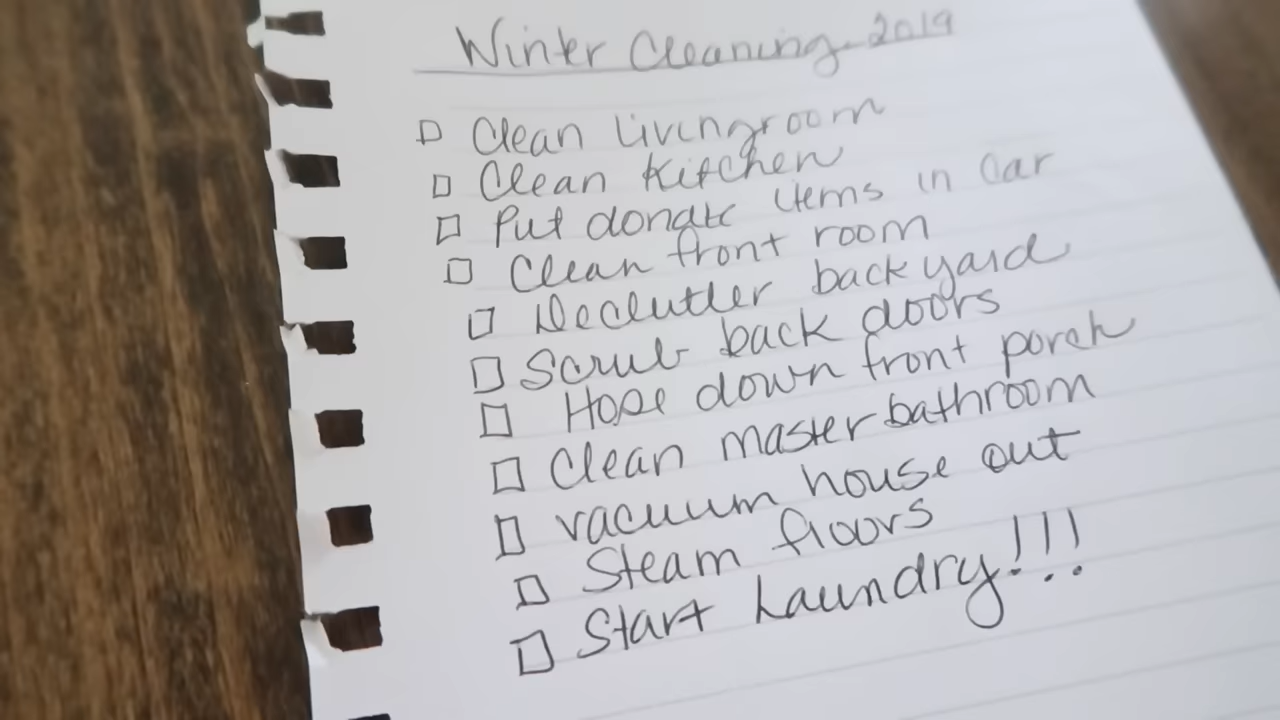 Winter Cleaning 2019
Clean livingroom
Clean Kitchen
Put donate items in car
Clean front room
Declutter backyard
Scrub back doors
Hose down front porch
Clean master bathroom
vacuum house out
Steam floors
Start Laundry!!!